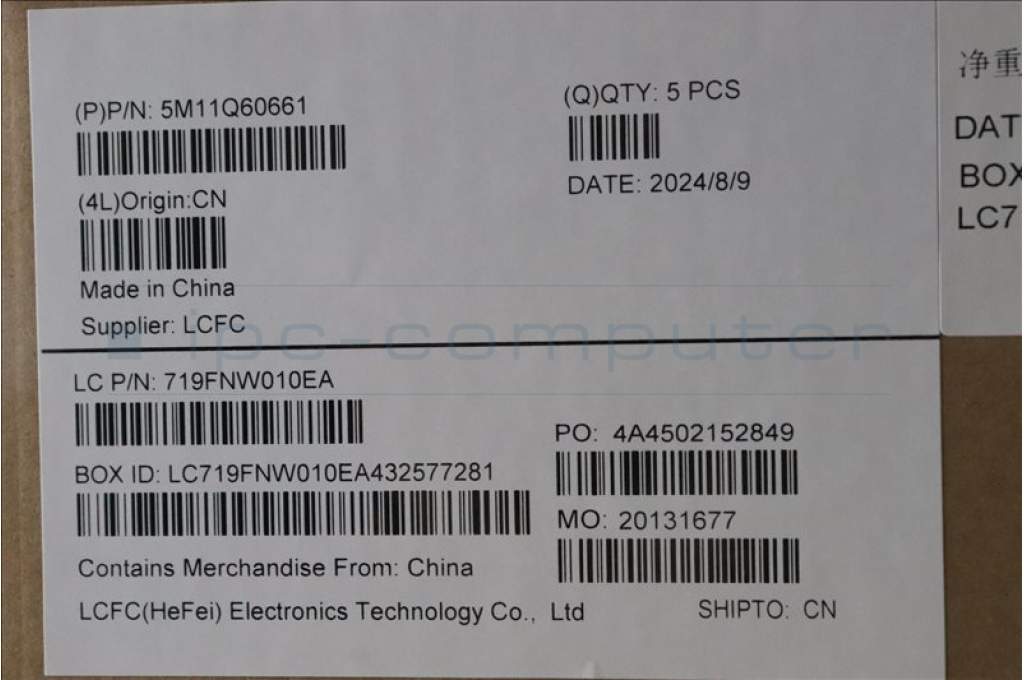 (P)P/N: 5M11Q60661
(Q)QTY: 5 PCS
DATE: 2024/8/9
(4L)Origin:CN
Made in China
Supplier: LCFC
ipc-computer
LC P/N: 719FNW010EA
PO: 4A4502152849
BOX ID: LC719FNW010EA432577281
MO: 20131677
Contains Merchandise From: China
LCFC(HeFei) Electronics Technology Co., Ltd
SHIPTO: CN
净重
DAT
BOX
LC7